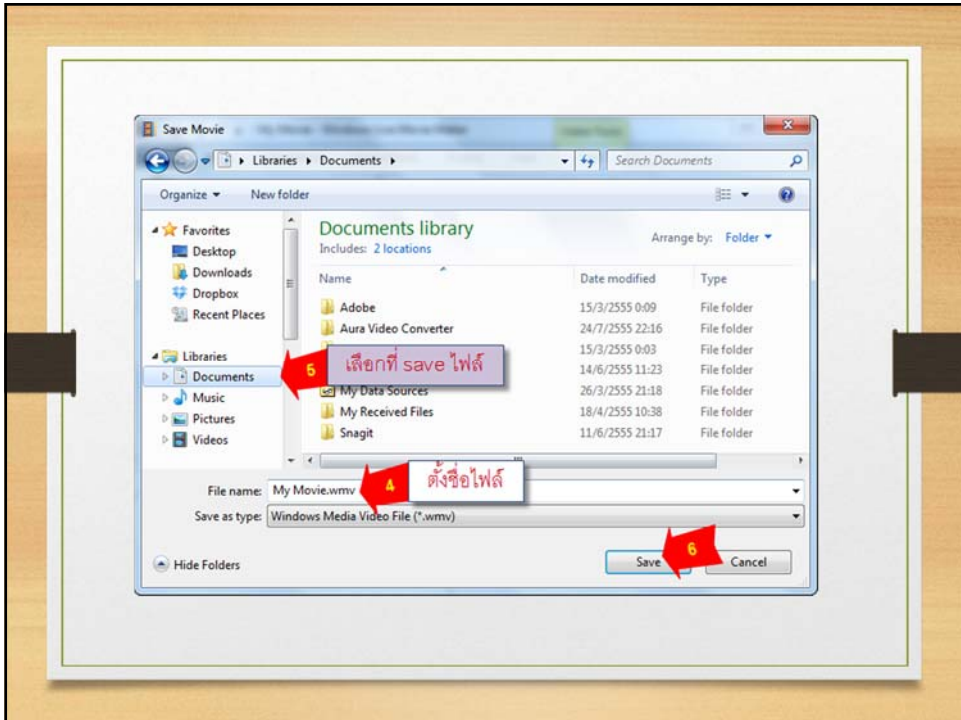 Save Movie
Libraries ▸ Documents ▸
Search Documents
Organize
New folder
Favorites
Desktop
Downloads
Dropbox
Recent Places
Libraries
Documents
Music
Pictures
Videos
Documents library
Includes: 2 locations
Arrange by: Folder
Name Date modified Type
Adobe 15/3/2555 0:09 File folder
Aura Video Converter 24/7/2555 22:16 File folder
15/3/2555 0:03 File folder
5 เลือกที่ save ไฟล์
14/6/2555 11:23 File folder
My Data Sources 26/3/2555 21:18 File folder
My Received Files 18/4/2555 10:38 File folder
Snagit 11/6/2555 21:17 File folder
File name: My Movie.wmv
4 ตั้งชื่อไฟล์
Save as type: Windows Media Video File (*.wmv)
Hide Folders
Save
6
Cancel